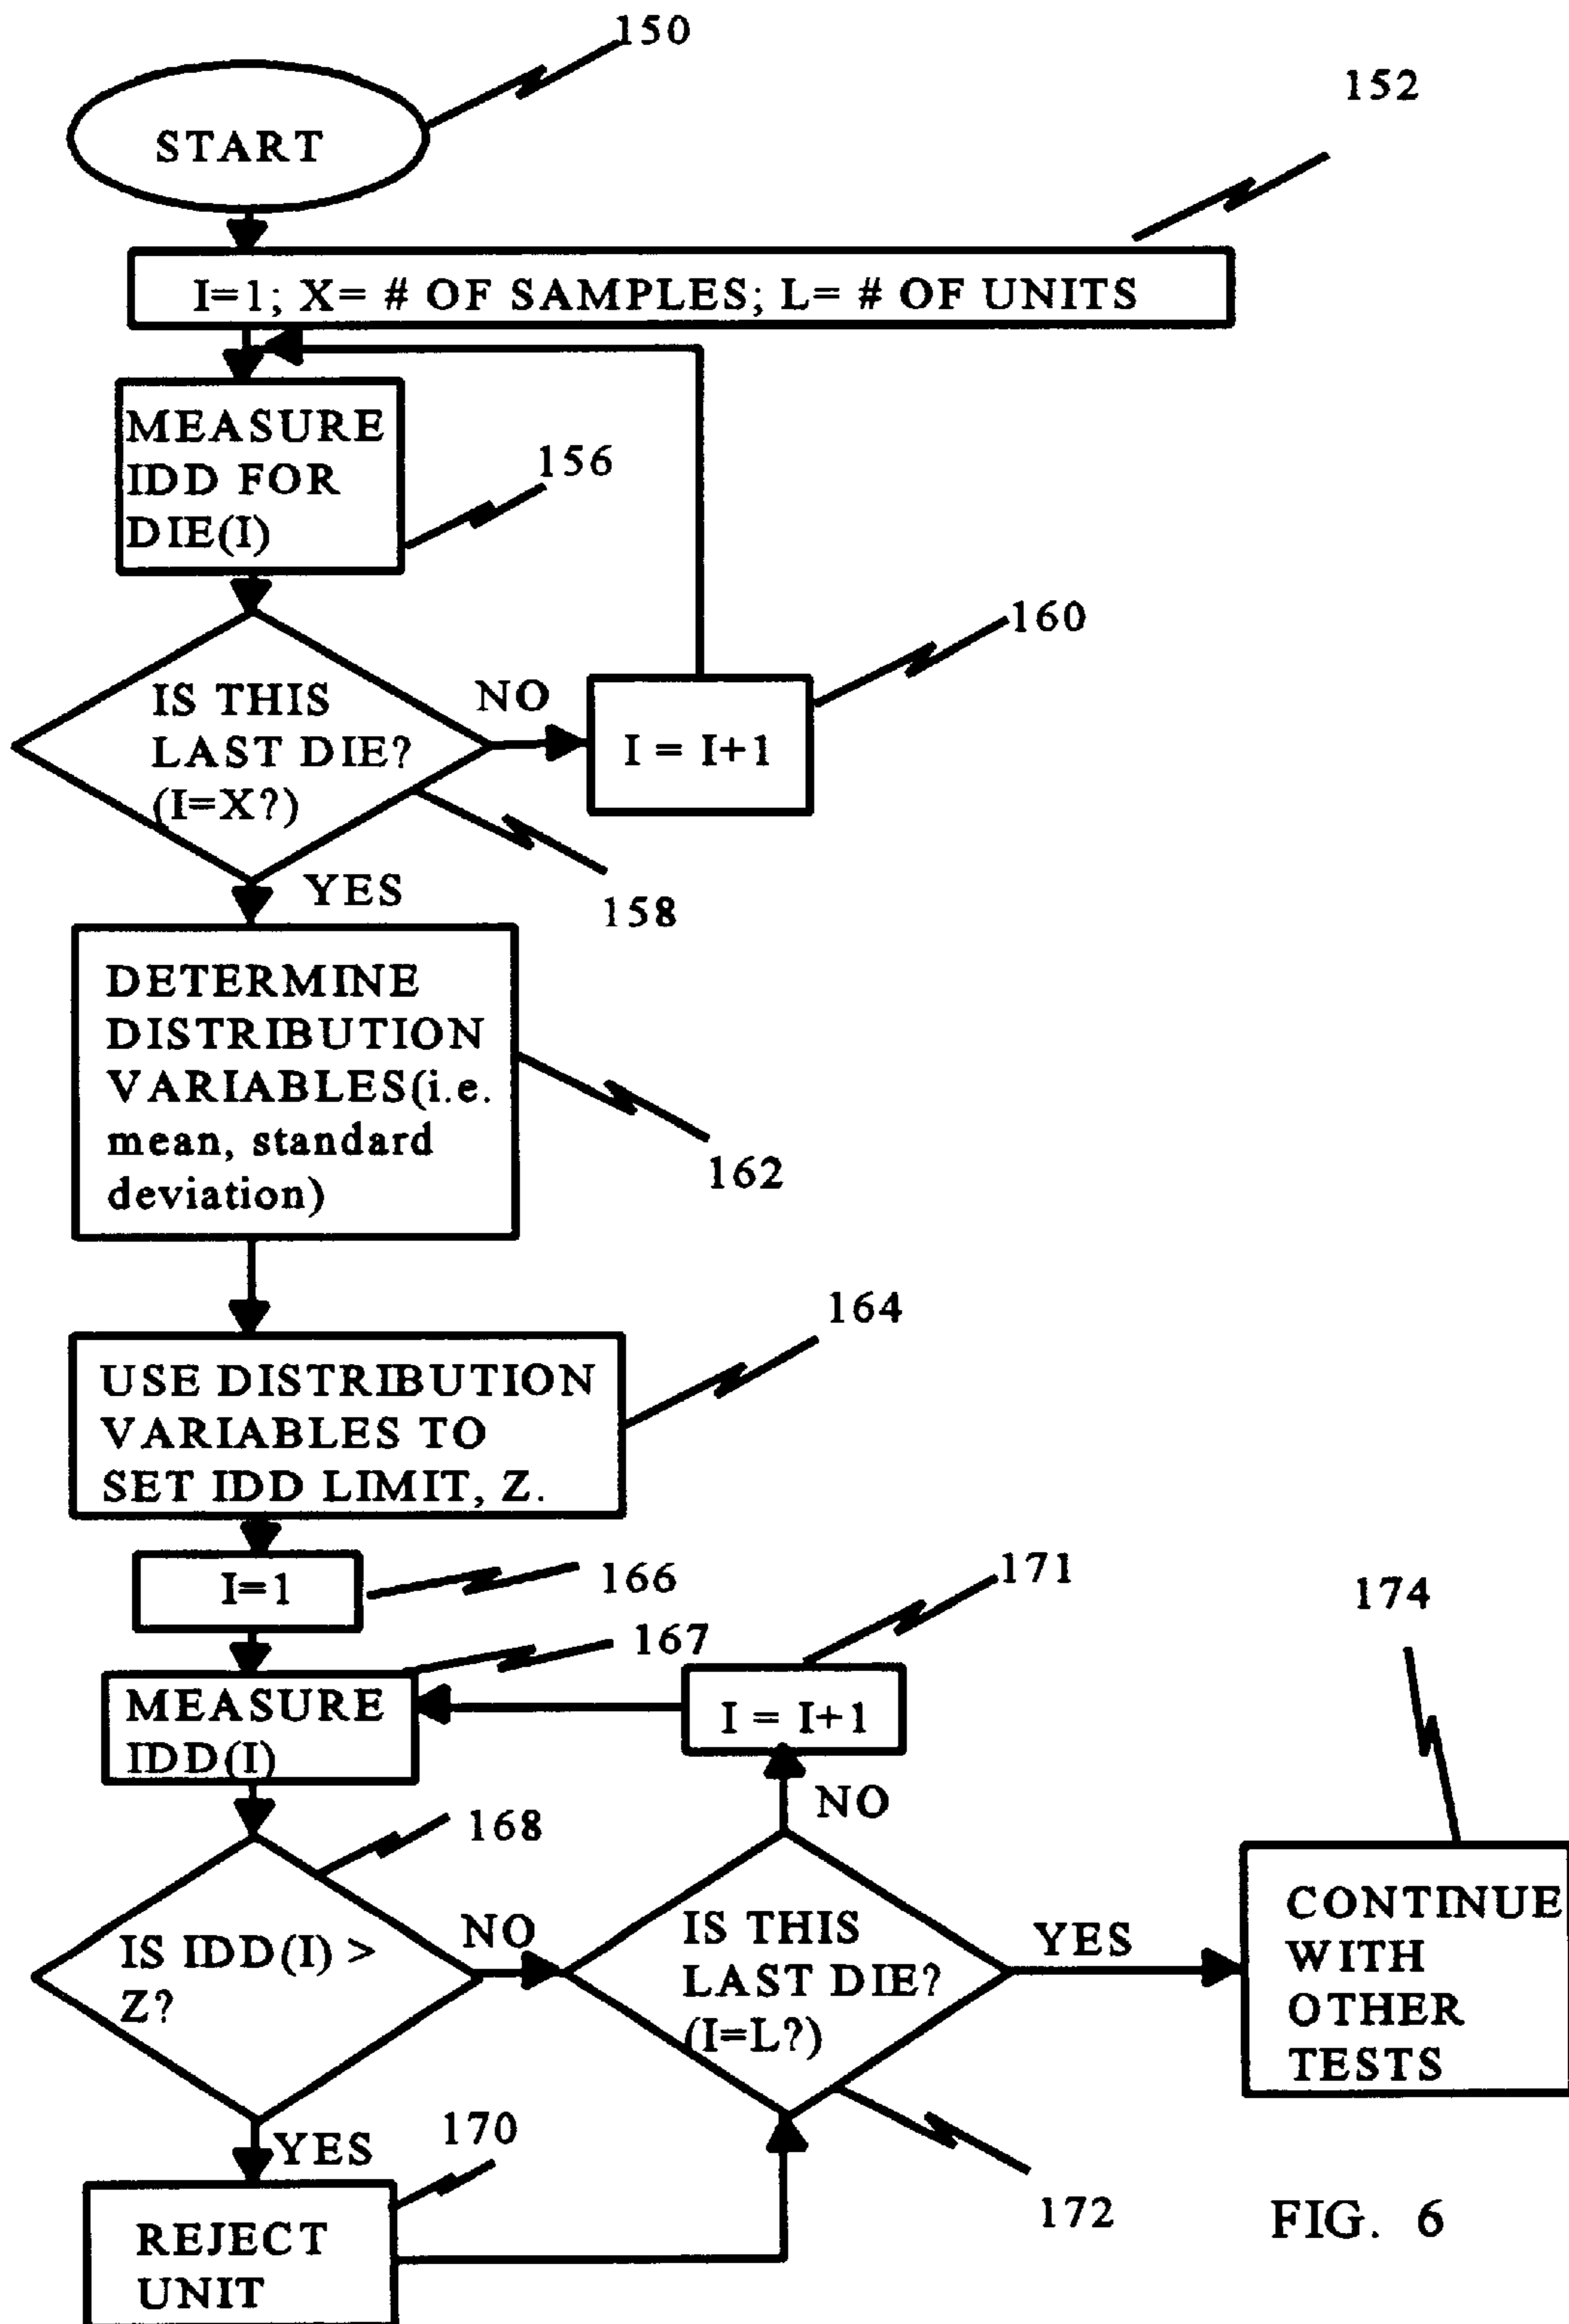 150
152
START
I=1; X= # OF SAMPLES; L= # OF UNITS
MEASURE
IDD FOR
DIE(I)
156
160
IS THIS
LAST DIE?
(I=X?)
NO
I = I+1
YES
158
DETERMINE
DISTRIBUTION
VARIABLES(i.e.
mean, standard
deviation)
162
164
USE DISTRIBUTION
VARIABLES TO
SET IDD LIMIT, Z.
I=1
166
171
174
167
MEASURE
IDD(I)
I = I+1
NO
168
IS IDD(I) >
Z?
NO
IS THIS
LAST DIE?
(I=L?)
YES
CONTINUE
WITH
OTHER
TESTS
YES
170
172
REJECT
UNIT
FIG. 6